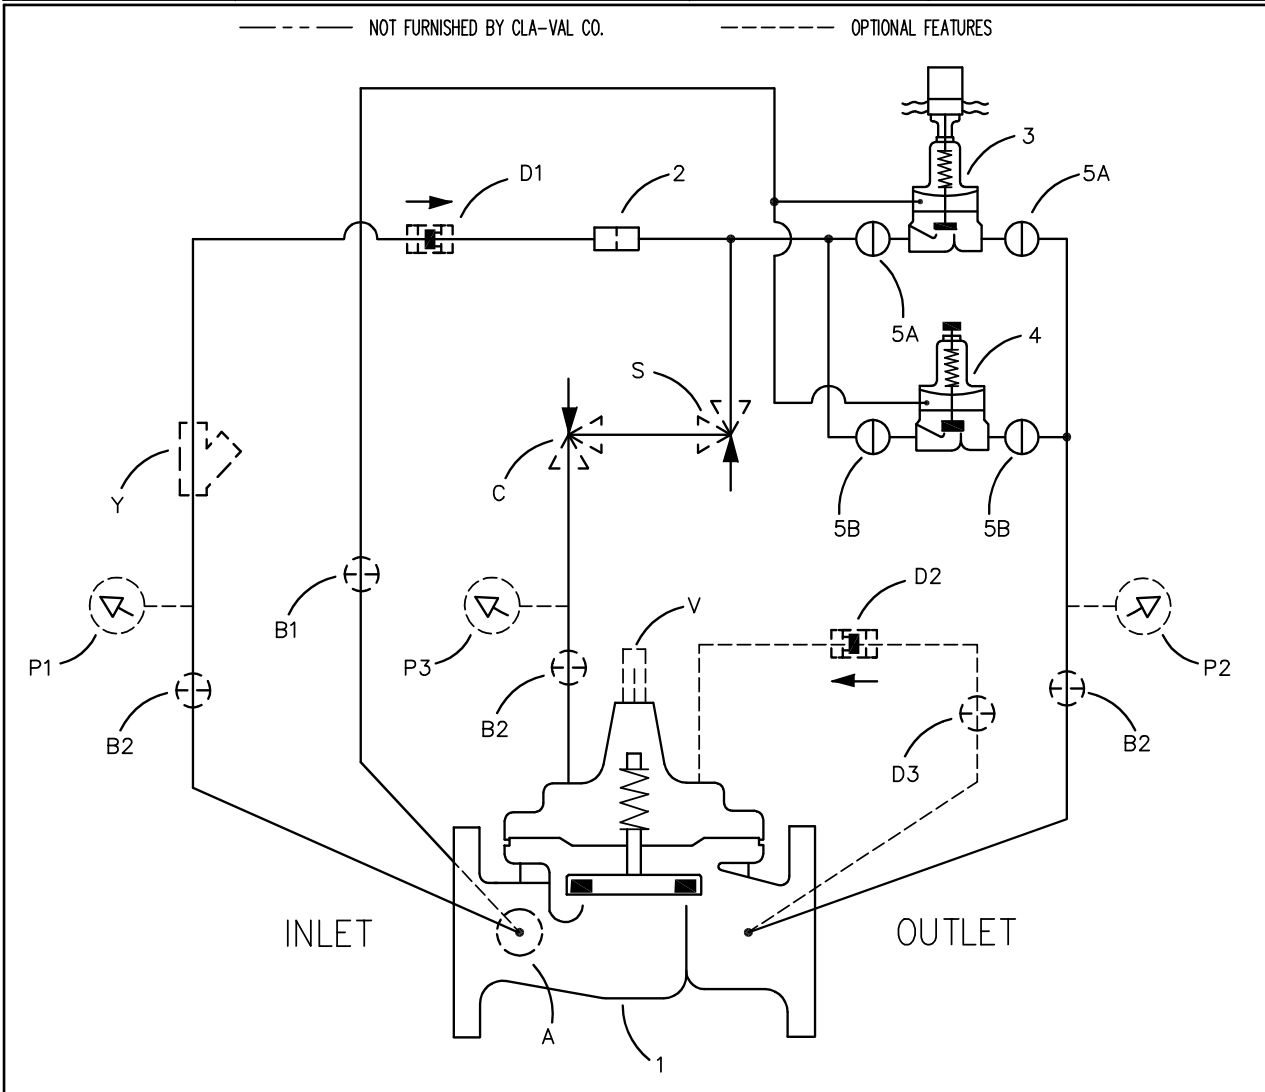 NOT FURNISHED BY CLA-VAL CO.
OPTIONAL FEATURES
3
D1
2
5A
5A
4
S
C
Y
5B
5B
D2
B1
V
P1
P3
P2
B2
B2
B2
D3
INLET
OUTLET
A
1